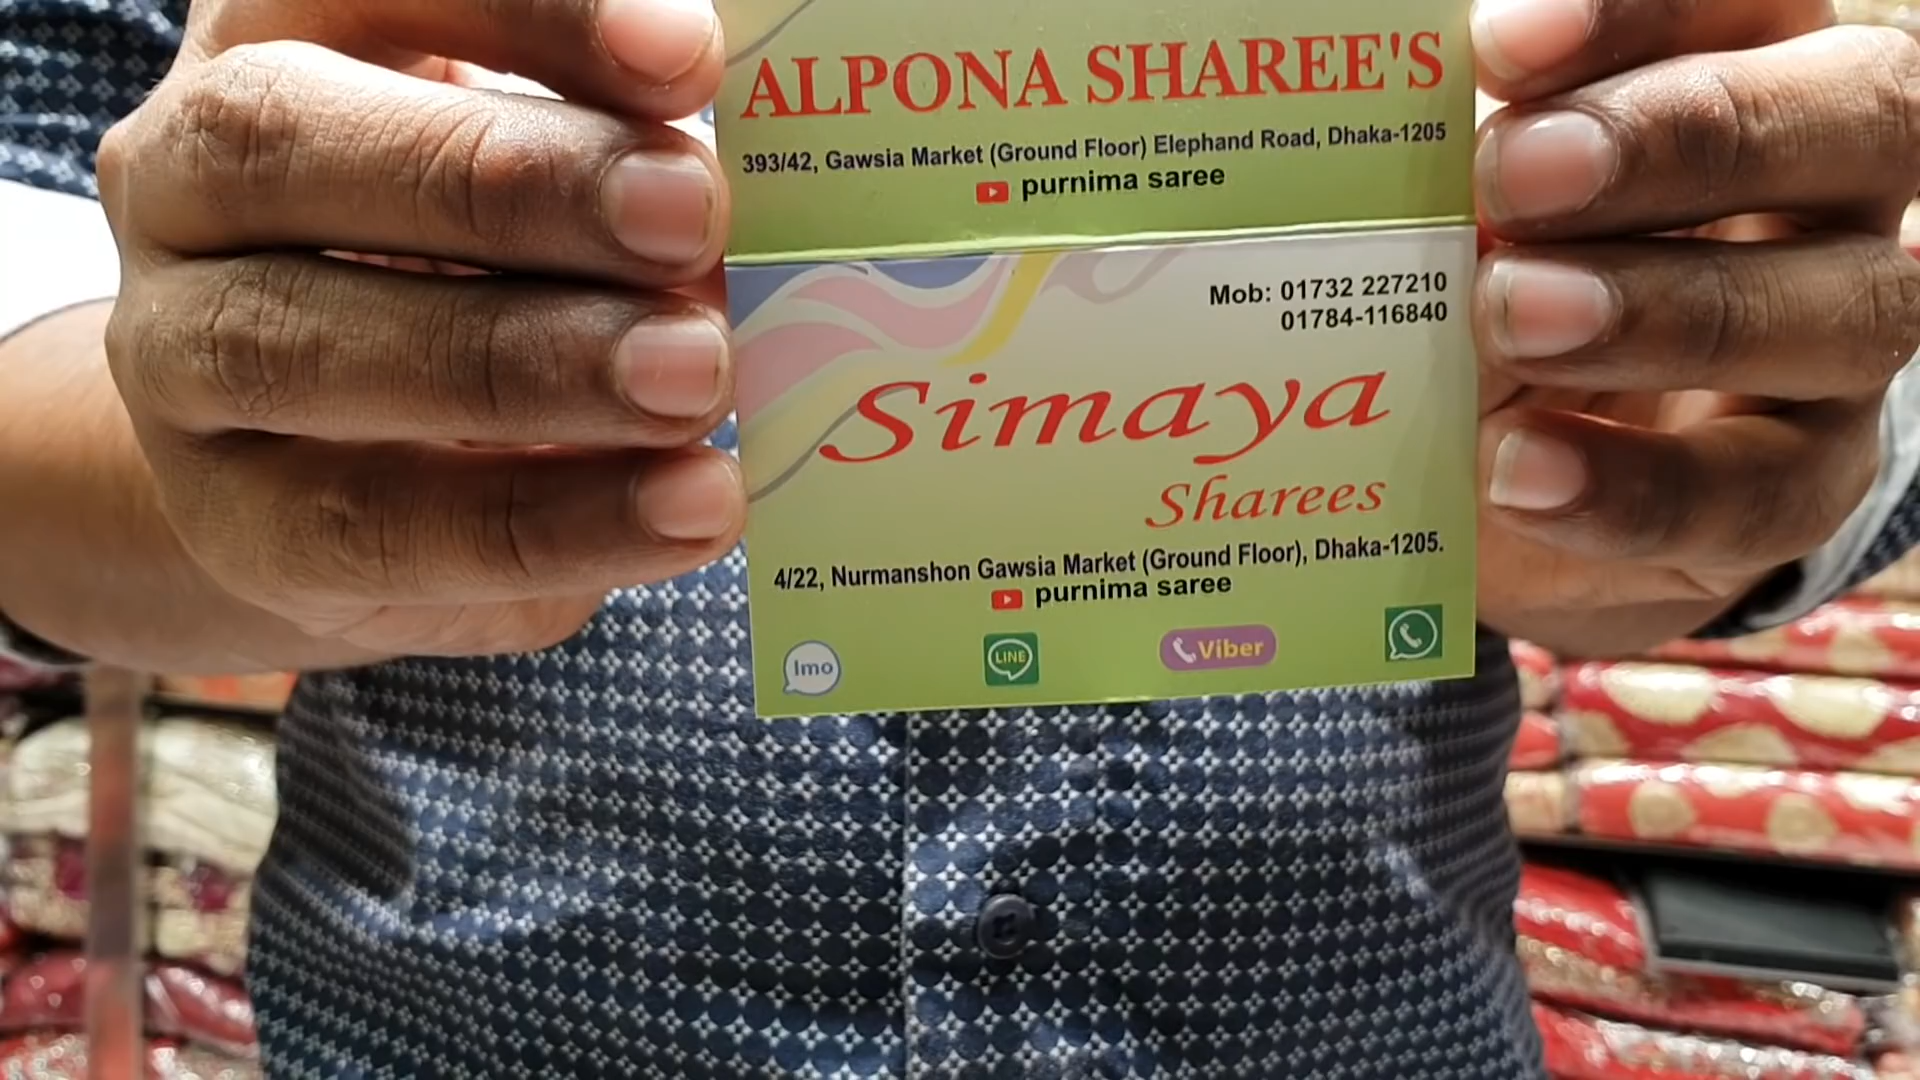 ALPONA SHAREE'S
393/42, Gawsia Market (Ground Floor) Elephand Road, Dhaka-1205
purnima saree
Mob: 01732 227210
01784-116840
Simaya
Sharees
4/22, Nurmanshon Gawsia Market (Ground Floor), Dhaka-1205.
purnima saree
Imo
LINE
Viber